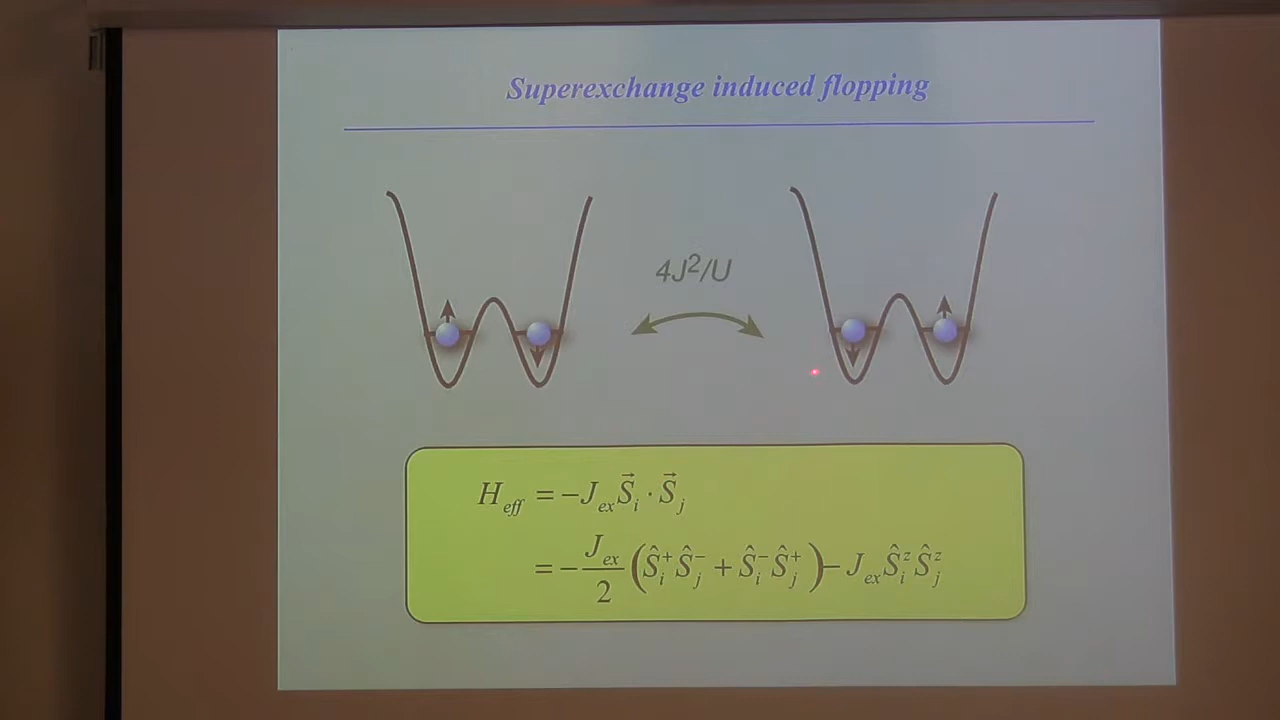 Superexchange induced flopping
4J²/U
H_eff = −J_ex S⃗_i · S⃗_j
= −J_ex/2 (Ŝ_i⁺Ŝ_j⁻ + Ŝ_i⁻Ŝ_j⁺) − J_ex Ŝ_i^z Ŝ_j^z